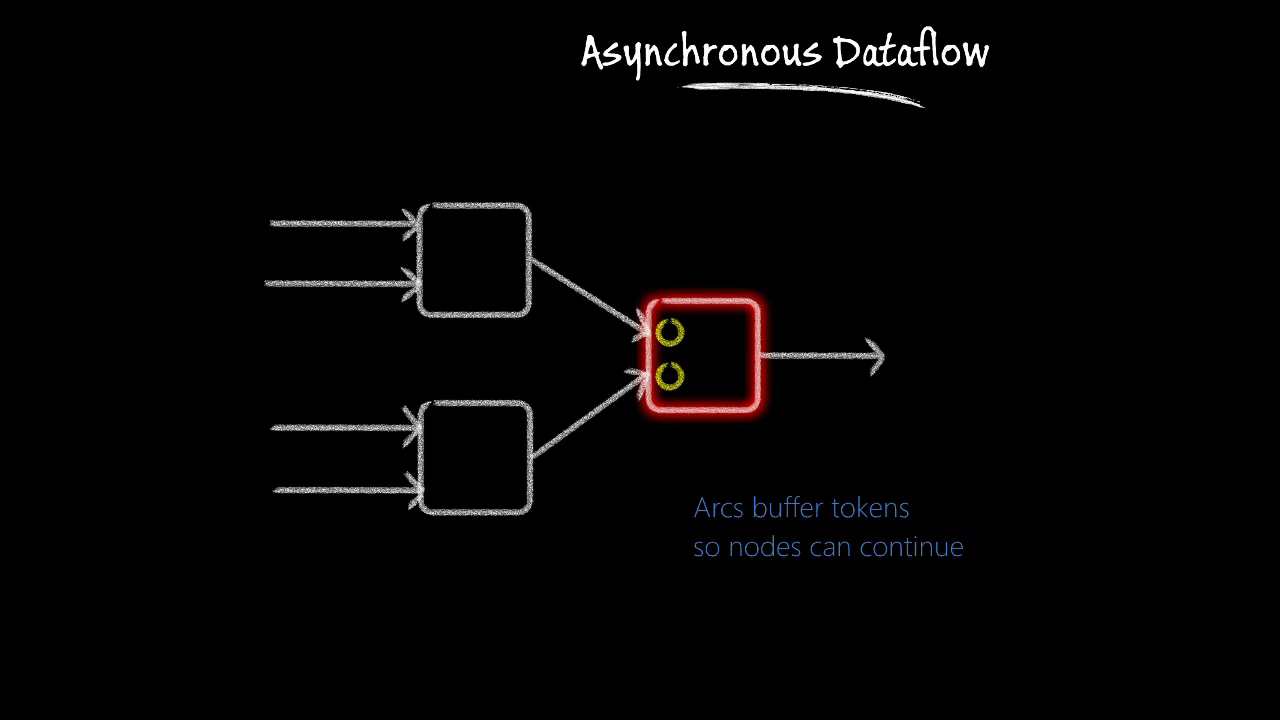 Asynchronous Dataflow
Arcs buffer tokens
so nodes can continue